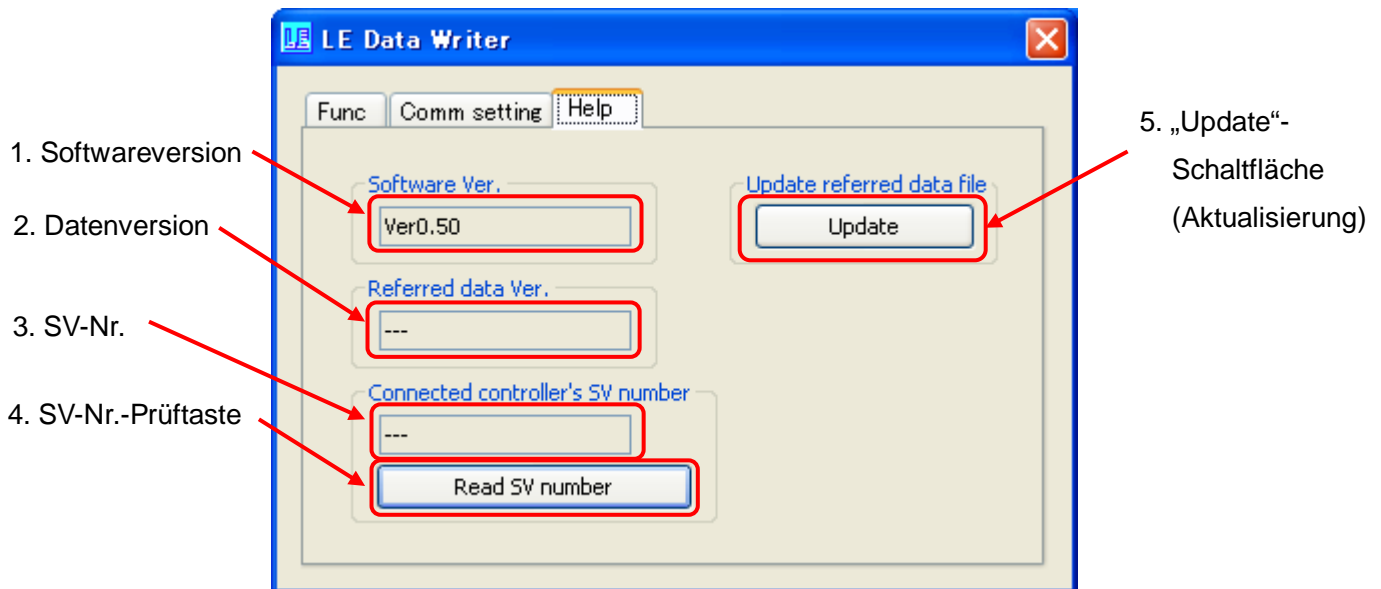 LE Data Writer
Func Comm setting Help
1. Softwareversion
2. Datenversion
3. SV-Nr.
4. SV-Nr.-Prüftaste
Software Ver.
Ver0.50
Referred data Ver.
---
Connected controller's SV number
---
Read SV number
Update referred data file
Update
5. „Update“-
Schaltfläche
(Aktualisierung)